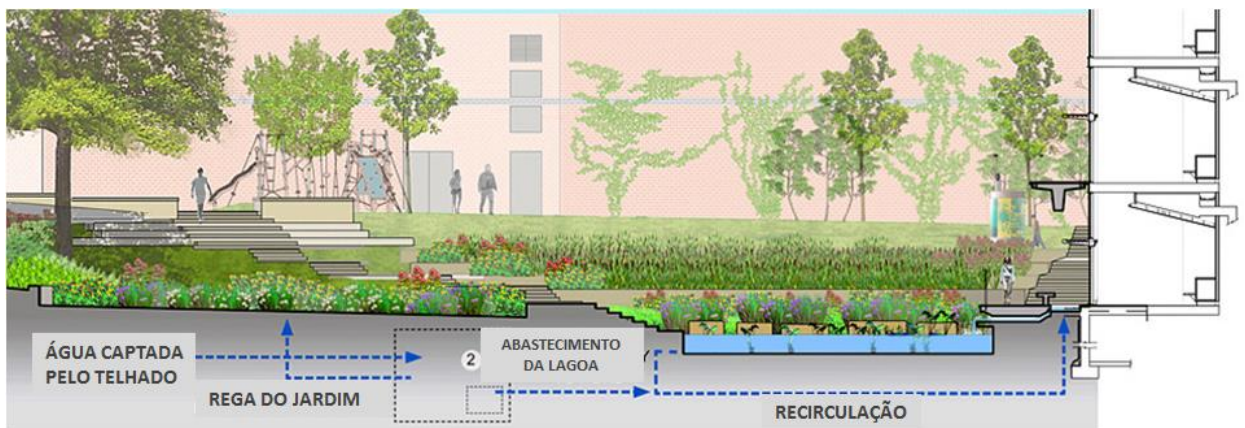 ÁGUA CAPTADA
PELO TELHADO
REGA DO JARDIM
2
ABASTECIMENTO
DA LAGOA
RECIRCULAÇÃO